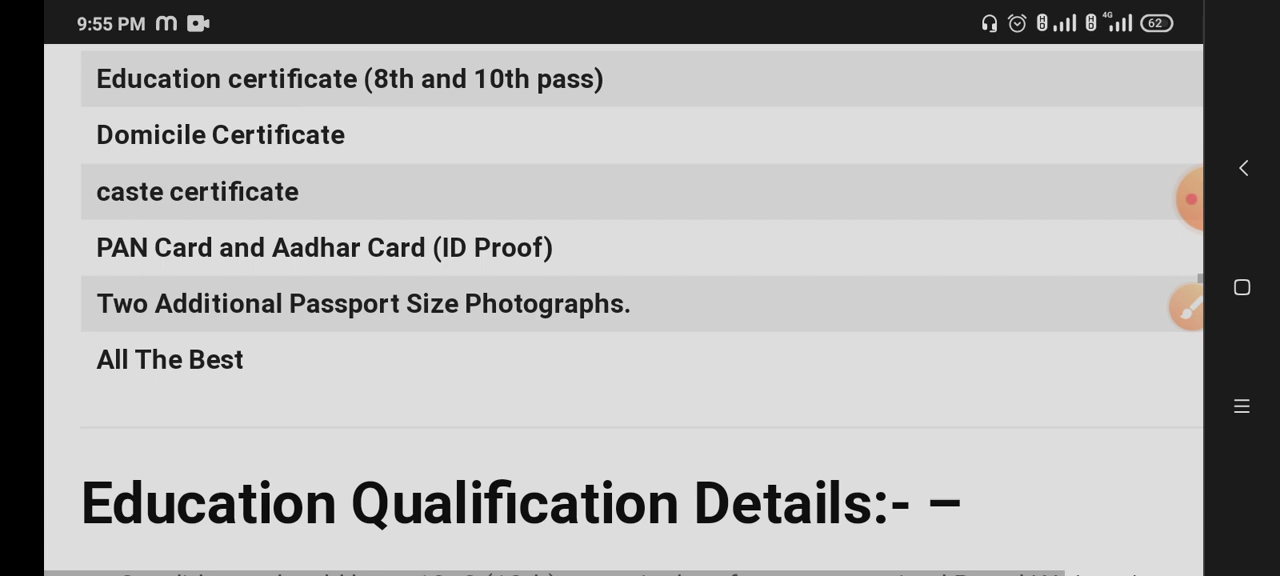 9:55 PM
4G
62
Education certificate (8th and 10th pass)
Domicile Certificate
caste certificate
PAN Card and Aadhar Card (ID Proof)
Two Additional Passport Size Photographs.
All The Best
Education Qualification Details:- –